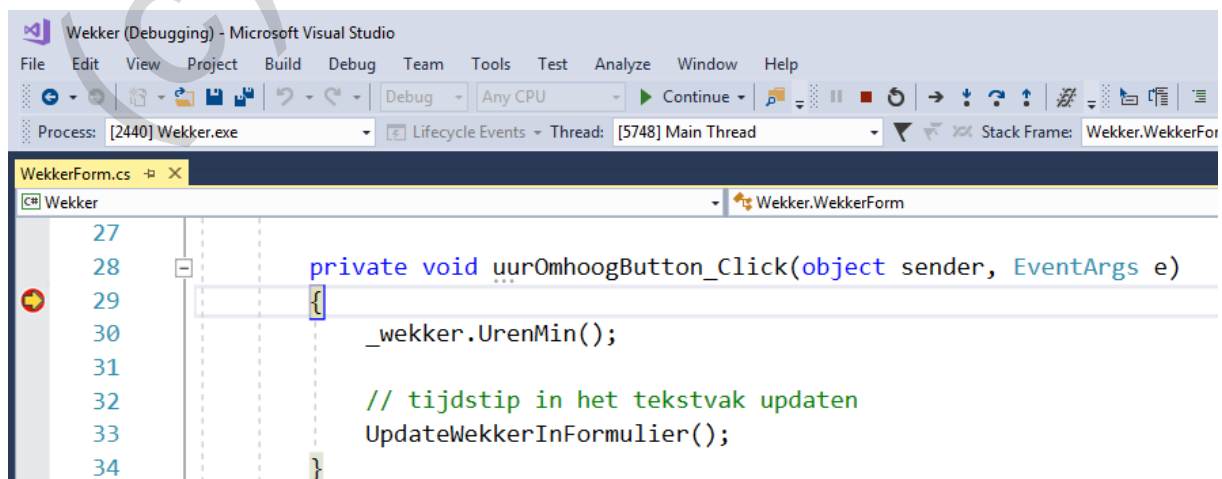 Wekker (Debugging) - Microsoft Visual Studio
File Edit View Project Build Debug Team Tools Test Analyze Window Help
Debug Any CPU Continue
Process: [2440] Wekker.exe Lifecycle Events Thread: [5748] Main Thread Stack Frame: Wekker.WekkerFor
WekkerForm.cs
C# Wekker Wekker.WekkerForm
27
28 private void uurOmhoogButton_Click(object sender, EventArgs e)
29 {
30 _wekker.UrenMin();
31
32 // tijdstip in het tekstvak updaten
33 UpdateWekkerInFormulier();
34 }
(c)